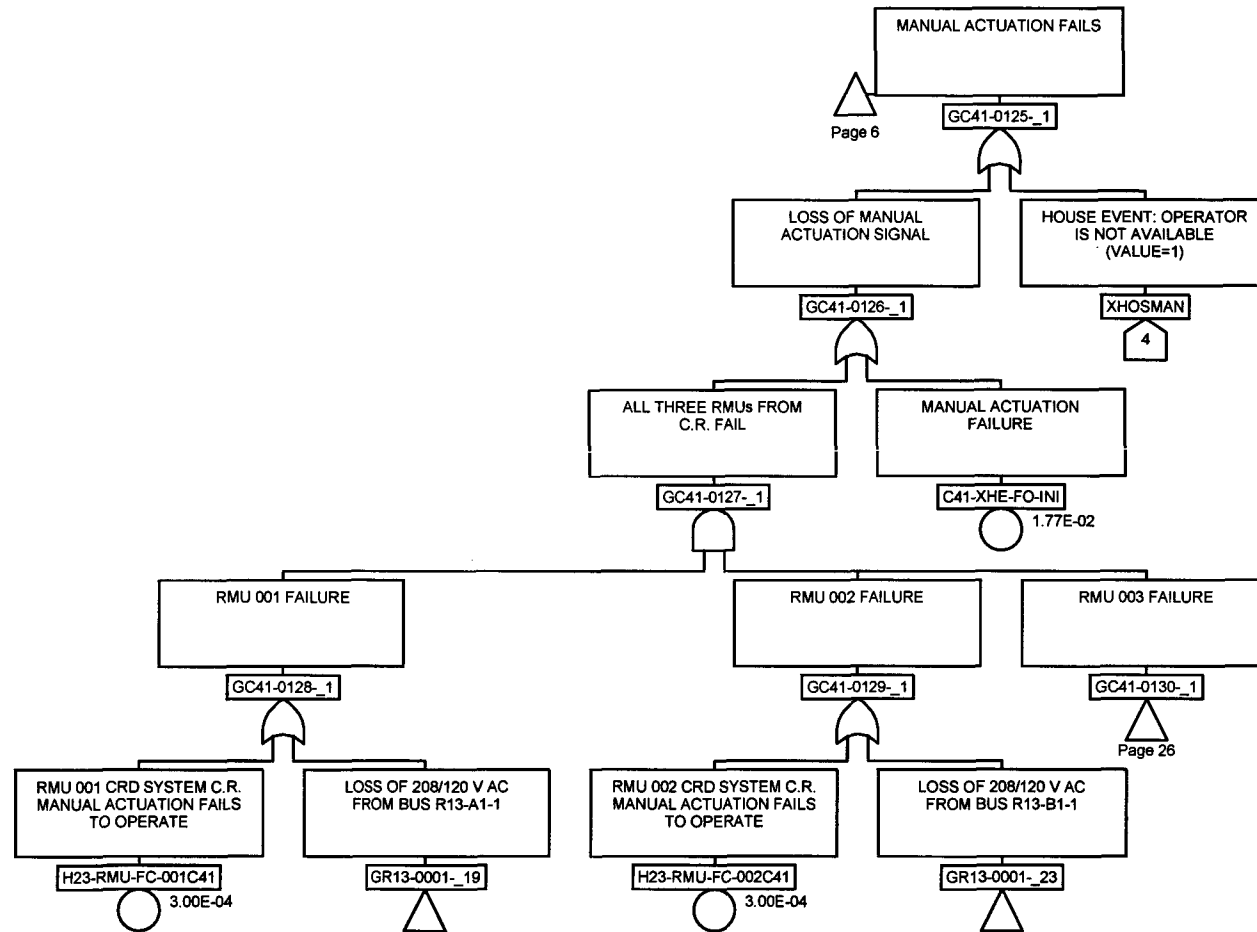 MANUAL ACTUATION FAILS
Page 6
GC41-0125-_1
LOSS OF MANUAL
ACTUATION SIGNAL
GC41-0126-_1
HOUSE EVENT: OPERATOR
IS NOT AVAILABLE
(VALUE=1)
XHOSMAN
4
ALL THREE RMUs FROM
C.R. FAIL
GC41-0127-_1
MANUAL ACTUATION
FAILURE
C41-XHE-FO-INI
1.77E-02
RMU 001 FAILURE
GC41-0128-_1
RMU 002 FAILURE
GC41-0129-_1
RMU 003 FAILURE
GC41-0130-_1
Page 26
RMU 001 CRD SYSTEM C.R.
MANUAL ACTUATION FAILS
TO OPERATE
H23-RMU-FC-001C41
3.00E-04
LOSS OF 208/120 V AC
FROM BUS R13-A1-1
GR13-0001-_19
RMU 002 CRD SYSTEM C.R.
MANUAL ACTUATION FAILS
TO OPERATE
H23-RMU-FC-002C41
3.00E-04
LOSS OF 208/120 V AC
FROM BUS R13-B1-1
GR13-0001-_23